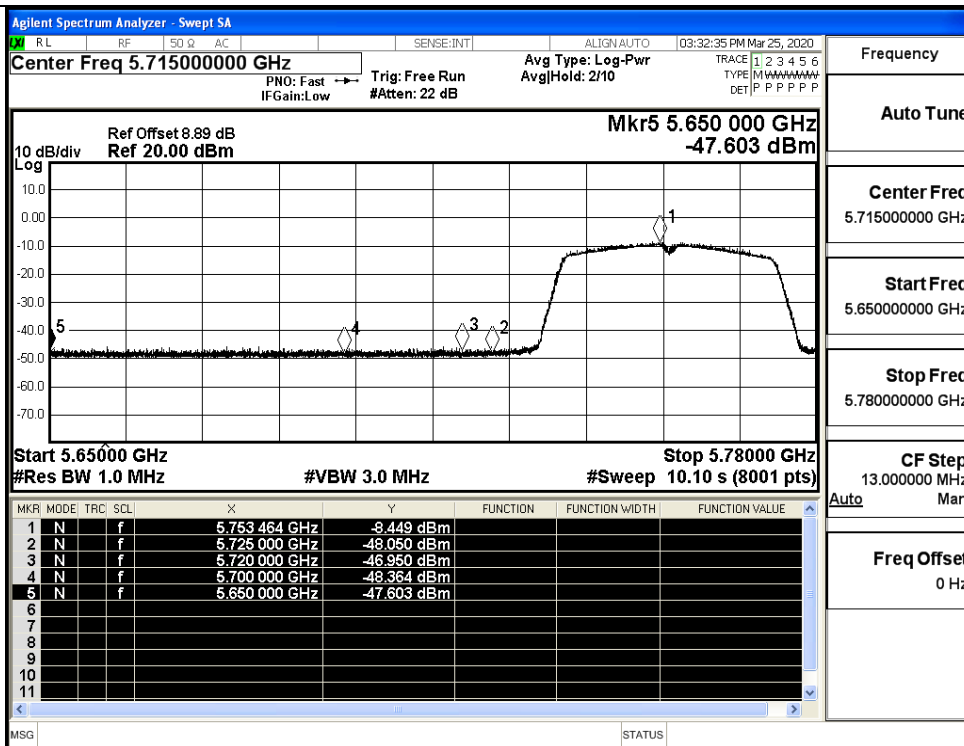 Agilent Spectrum Analyzer - Swept SA
LXI RL RF 50 Ω AC SENSE:INT ALIGN AUTO 03:32:35 PM Mar 25, 2020
Center Freq 5.715000000 GHz
PNO: Fast
IFGain:Low
Trig: Free Run
#Atten: 22 dB
Avg Type: Log-Pwr
Avg|Hold: 2/10
TRACE 1 2 3 4 5 6
TYPE M W W W W W
DET P P P P P P
Mkr5 5.650 000 GHz
-47.603 dBm
Ref Offset 8.89 dB
10 dB/div Ref 20.00 dBm
Log
10.0
0.00
-10.0
-20.0
-30.0
-40.0
-50.0
-60.0
-70.0
1
5
4
3
2
Start 5.65000 GHz Stop 5.78000 GHz
#Res BW 1.0 MHz #VBW 3.0 MHz #Sweep 10.10 s (8001 pts)
MKR MODE TRC SCL X Y FUNCTION FUNCTION WIDTH FUNCTION VALUE
1 N f 5.753 464 GHz -8.449 dBm
2 N f 5.725 000 GHz -48.050 dBm
3 N f 5.720 000 GHz -46.950 dBm
4 N f 5.700 000 GHz -48.364 dBm
5 N f 5.650 000 GHz -47.603 dBm
6
7
8
9
10
11
MSG STATUS
Frequency
Auto Tune
Center Freq
5.715000000 GHz
Start Freq
5.650000000 GHz
Stop Freq
5.780000000 GHz
CF Step
13.000000 MHz
Auto Man
Freq Offset
0 Hz